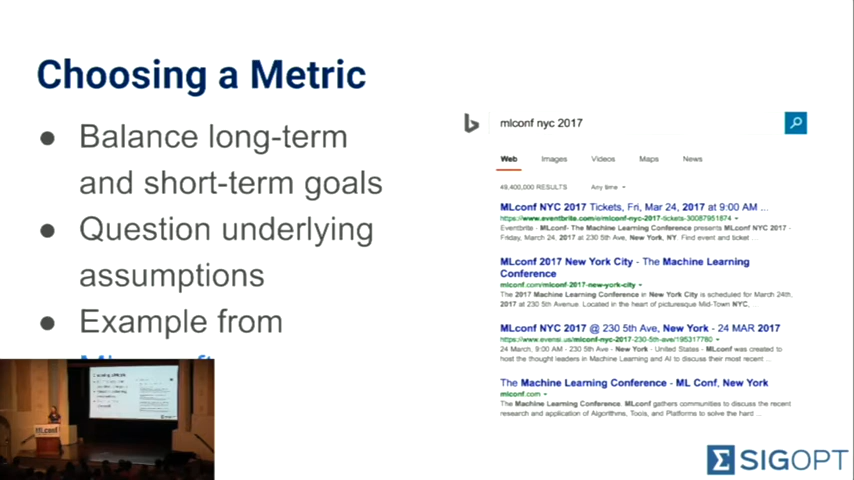 Choosing a Metric
● Balance long-term
and short-term goals
● Question underlying
assumptions
● Example from
mlconf nyc 2017
Web Images Videos Maps News
49,400,000 RESULTS Any time
MLconf NYC 2017 Tickets, Fri, Mar 24, 2017 at 9:00 AM ...
https://www.eventbrite.com/e/mlconf-nyc-2017-tickets-30087951874
Eventbrite - MLconf- The Machine Learning Conference presents MLconf NYC 2017 -
Friday, March 24, 2017 at 230 5th Ave, New York, NY. Find event and ticket ...
MLconf 2017 New York City - The Machine Learning
Conference
mlconf.com/mlconf-2017-new-york-city
The 2017 Machine Learning Conference in New York City is scheduled for March 24th,
2017 at 230 5th Avenue. Located in the heart of picturesque Mid-Town NYC,
MLconf NYC 2017 @ 230 5th Ave, New York - 24 MAR 2017
https://www.evensi.us/mlconf-nyc-2017-230-5th-ave/195317780
24 March, 9:00 AM - 230 5th Ave - New York - United States - MLconf was created to
host the thought leaders in Machine Learning and AI to discuss their most recent ...
The Machine Learning Conference - ML Conf, New York
mlconf.com
The Machine Learning Conference. MLconf gathers communities to discuss the recent
research and application of Algorithms, Tools, and Platforms to solve the hard ...
MLconf
SIGOPT